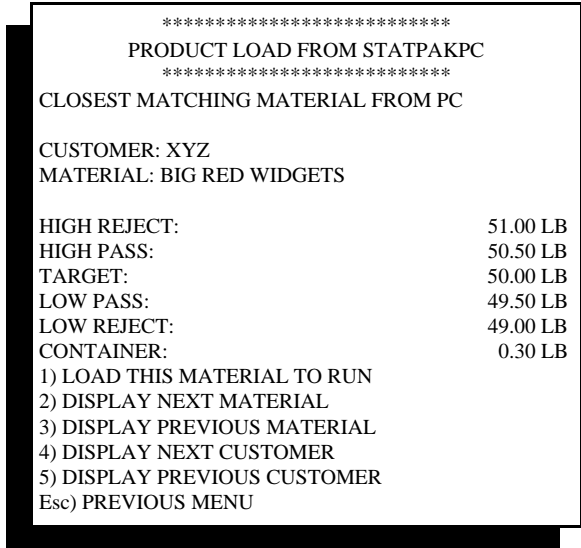 ***************************
PRODUCT LOAD FROM STATPAKPC
***************************
CLOSEST MATCHING MATERIAL FROM PC
CUSTOMER: XYZ
MATERIAL: BIG RED WIDGETS
HIGH REJECT: 51.00 LB
HIGH PASS: 50.50 LB
TARGET: 50.00 LB
LOW PASS: 49.50 LB
LOW REJECT: 49.00 LB
CONTAINER: 0.30 LB
1) LOAD THIS MATERIAL TO RUN
2) DISPLAY NEXT MATERIAL
3) DISPLAY PREVIOUS MATERIAL
4) DISPLAY NEXT CUSTOMER
5) DISPLAY PREVIOUS CUSTOMER
Esc) PREVIOUS MENU